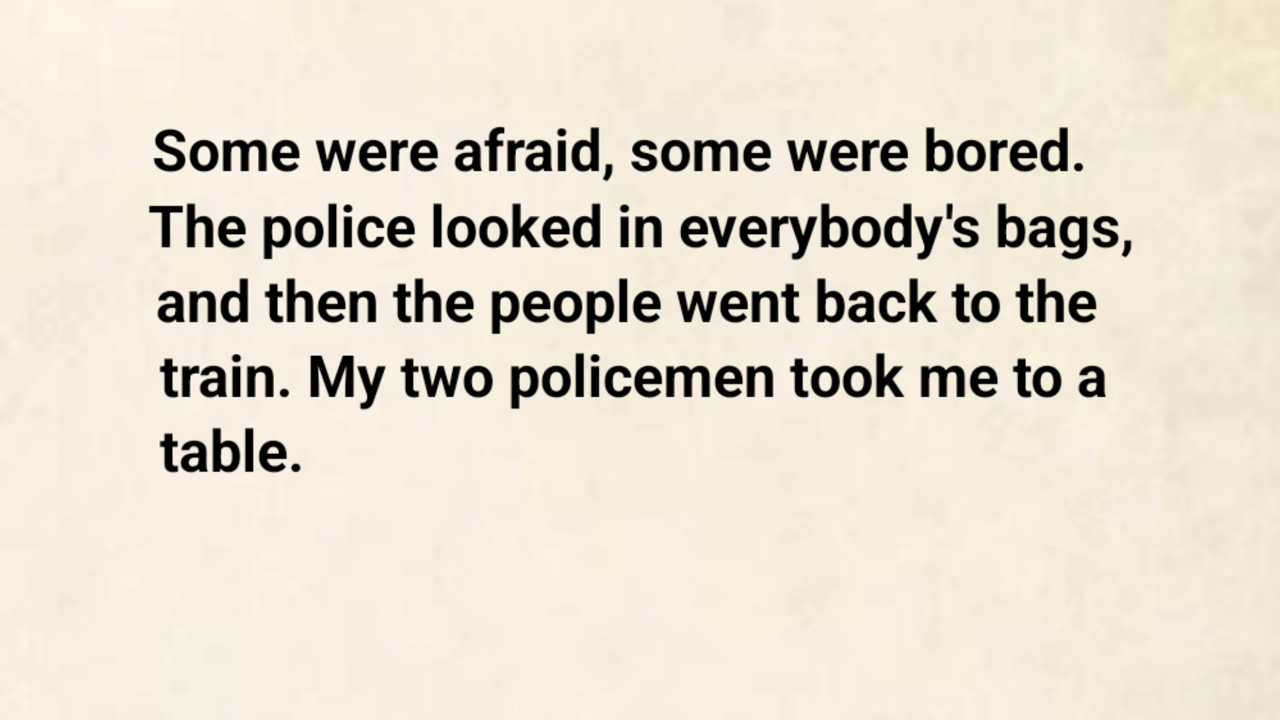 Some were afraid, some were bored.
The police looked in everybody's bags,
and then the people went back to the
train. My two policemen took me to a
table.